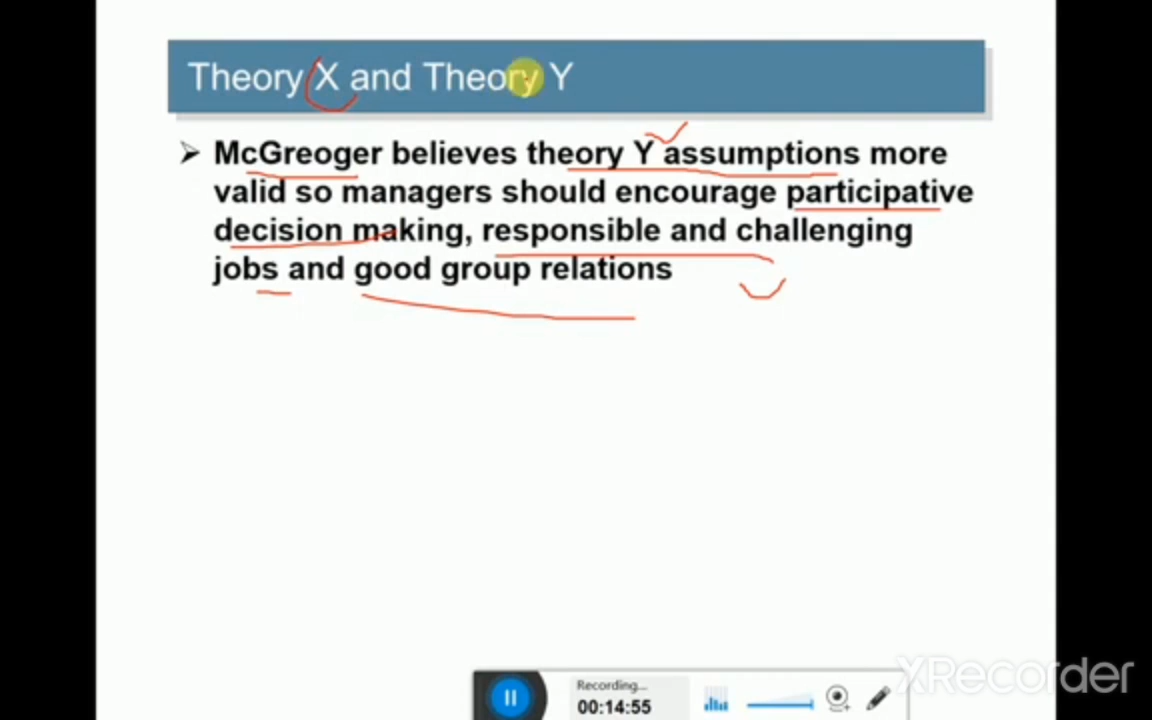 Theory X and Theory Y
McGreoger believes theory Y assumptions more
valid so managers should encourage participative
decision making, responsible and challenging
jobs and good group relations
Recording...
00:14:55
XRecorder